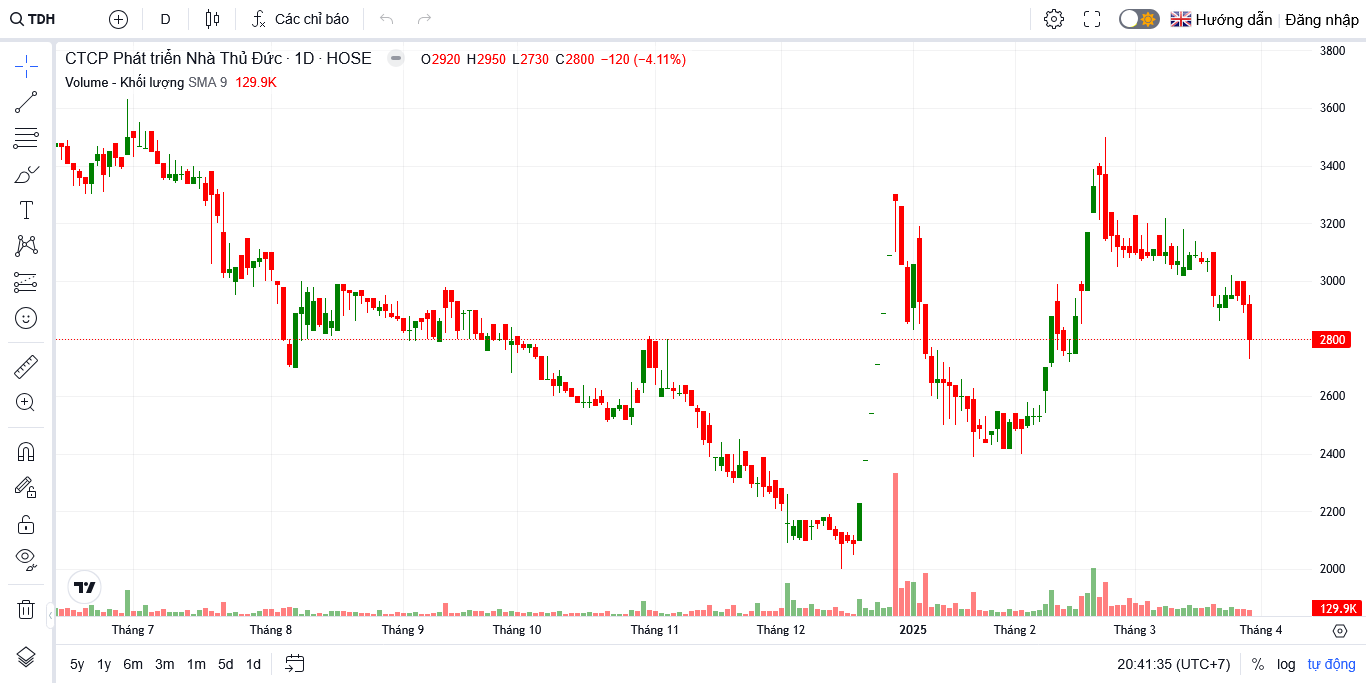 TDH D Các chỉ báo Hướng dẫn Đăng nhập
CTCP Phát triển Nhà Thủ Đức · 1D · HOSE O2920 H2950 L2730 C2800 −120 (−4.11%)
Volume - Khối lượng SMA 9 129.9K
3800
3600
3400
3200
3000
2800
2600
2400
2200
2000
129.9K
Tháng 7 Tháng 8 Tháng 9 Tháng 10 Tháng 11 Tháng 12 2025 Tháng 2 Tháng 3 Tháng 4
5y 1y 6m 3m 1m 5d 1d 20:41:35 (UTC+7) % log tự động